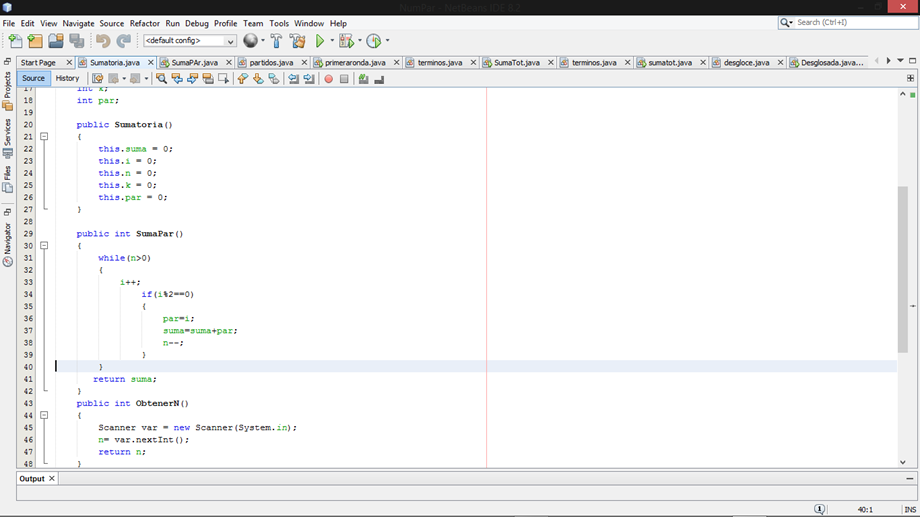 NumPer - NetBeans IDE 8.2
File Edit View Navigate Source Refactor Run Debug Profile Team Tools Window Help
Search (Ctrl+I)
<default config>
Start Page Sumatoria.java SumaPAr.java partidos.java primeraronda.java terminos.java SumaTot.java terminos.java sumatot.java desgloce.java Desglosada.java...
Source History
Projects
Services
Files
Navigator
17 int k;
18 int par;
19
20 public Sumatoria()
21 {
22 this.suma = 0;
23 this.i = 0;
24 this.n = 0;
25 this.k = 0;
26 this.par = 0;
27 }
28
29 public int SumaPar()
30 {
31 while(n>0)
32 {
33 i++;
34 if(i%2==0)
35 {
36 par=i;
37 suma=suma+par;
38 n--;
39 }
40 }
41 return suma;
42 }
43 public int ObtenerN()
44 {
45 Scanner var = new Scanner(System.in);
46 n= var.nextInt();
47 return n;
48 }
Output
1
40:1
INS